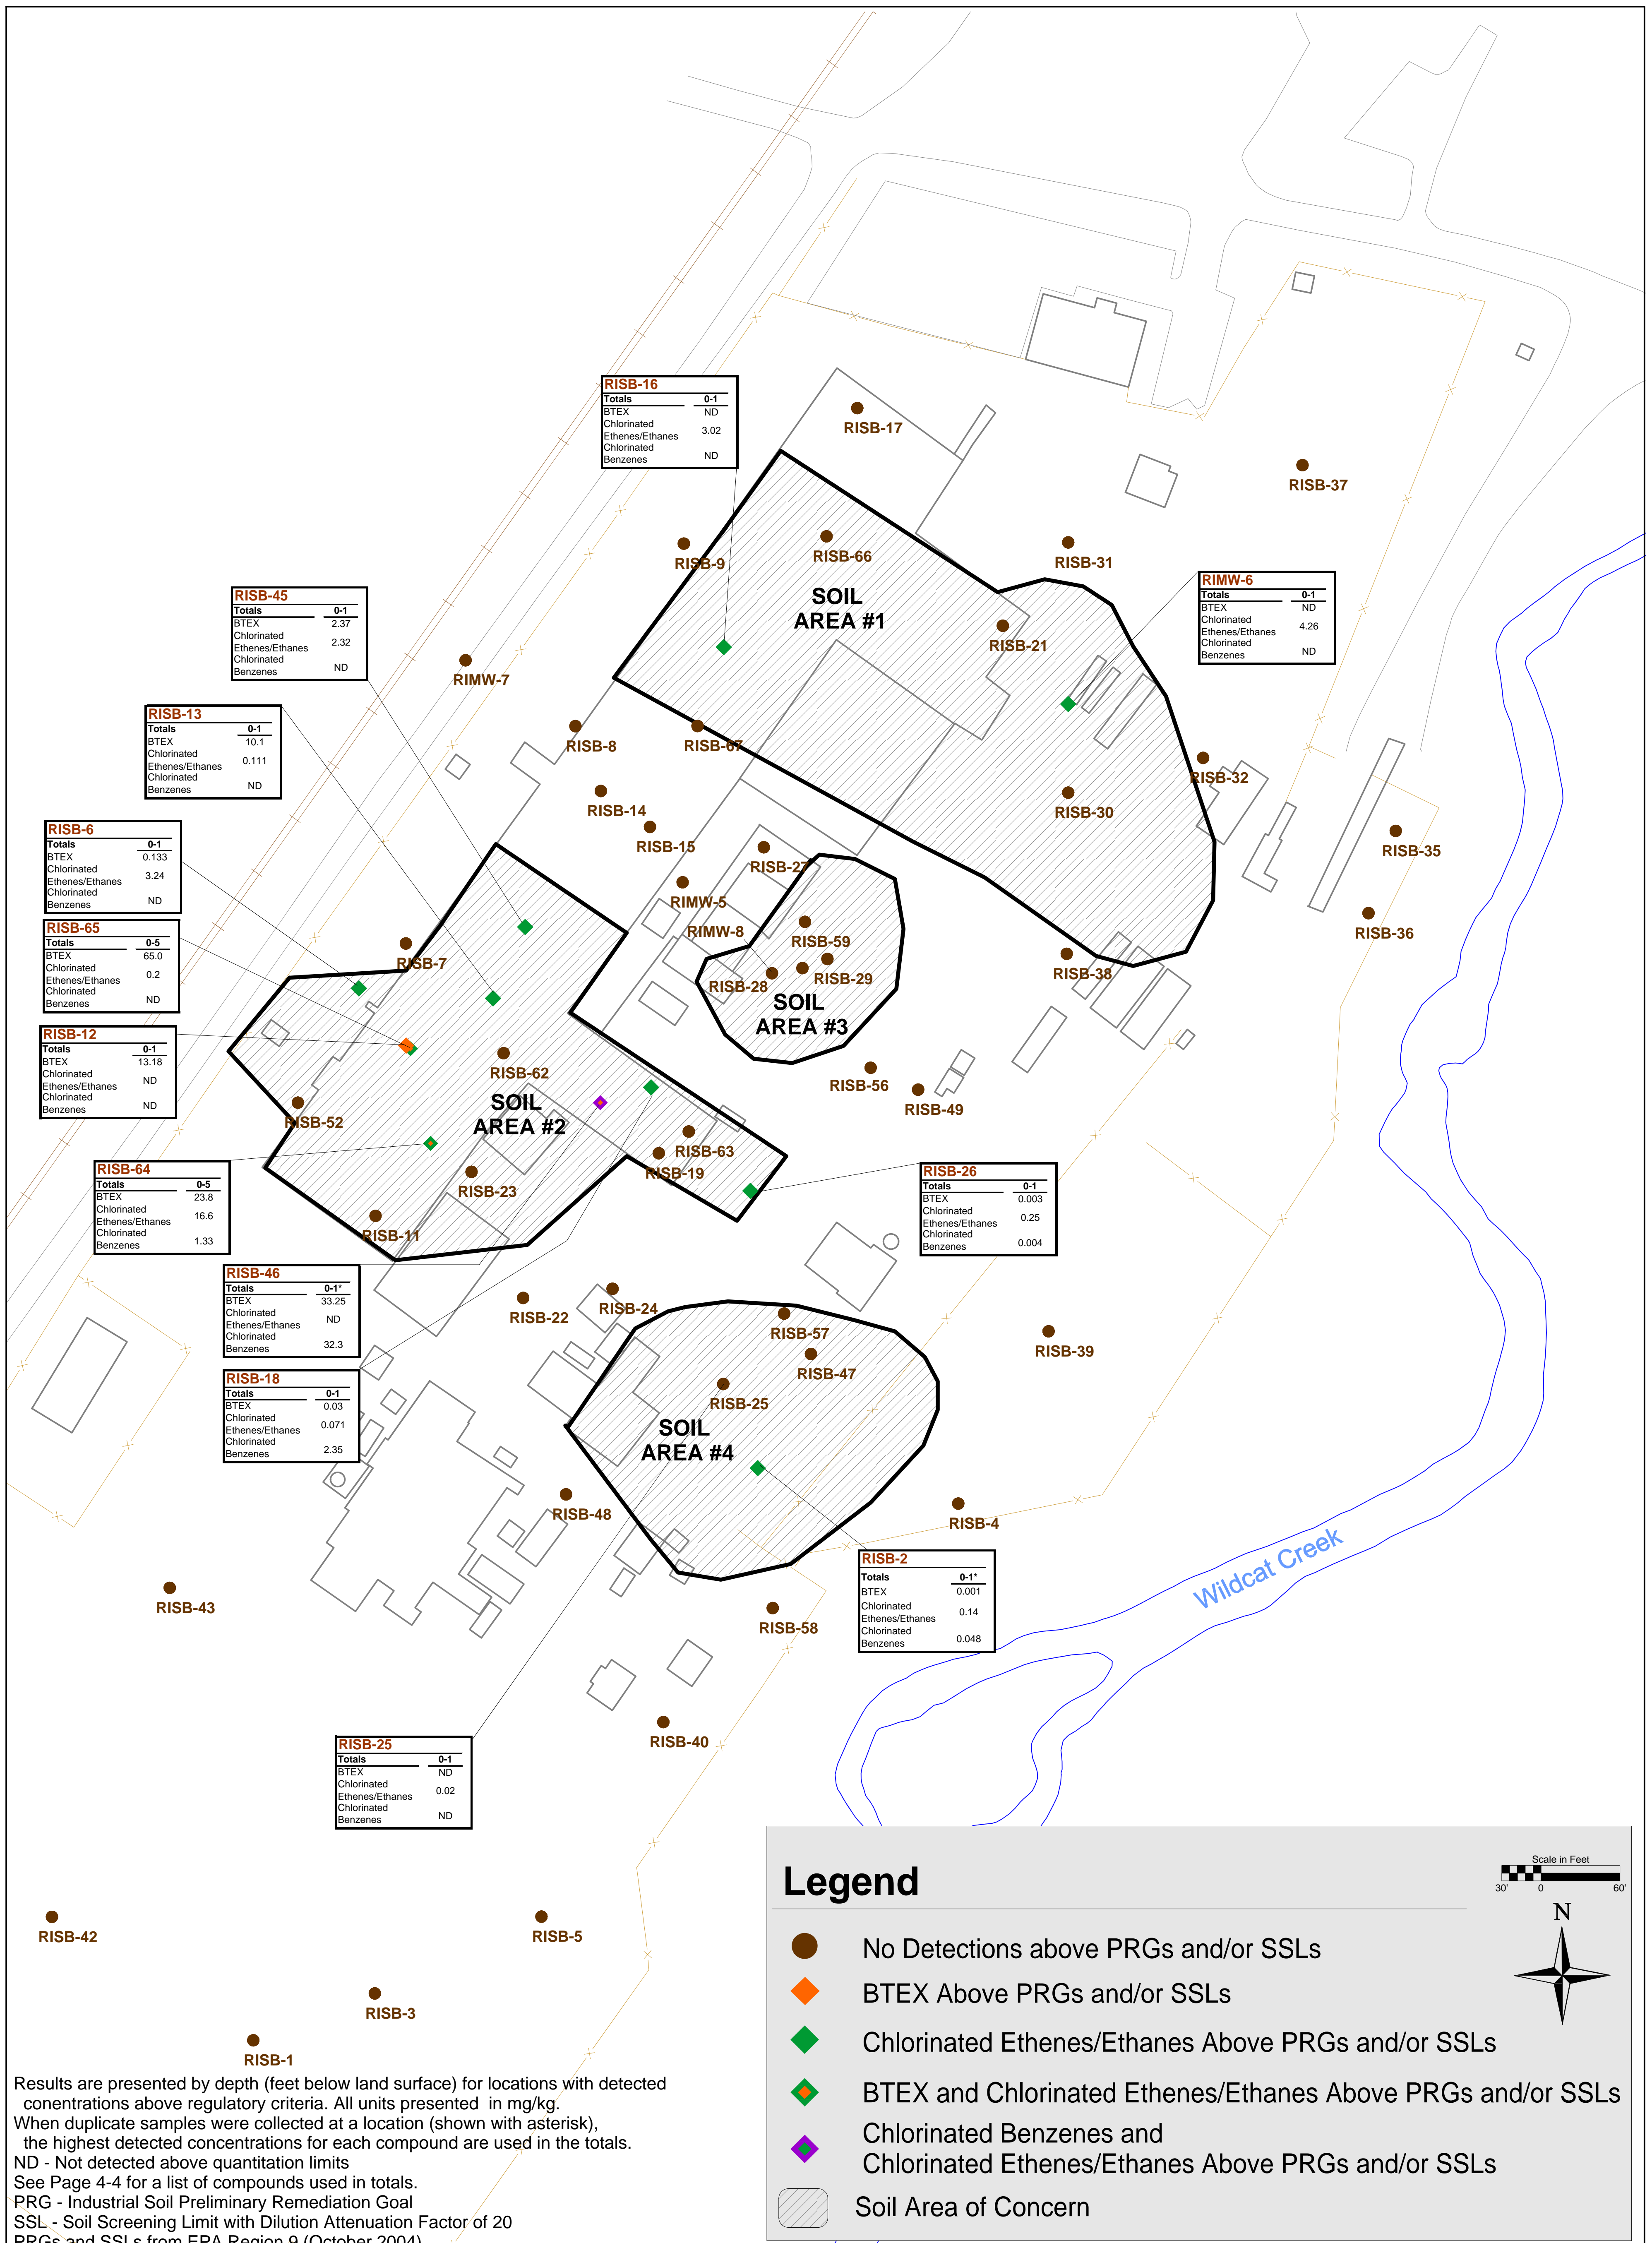 RISB-16
Totals 0-1
BTEX ND
Chlorinated
Ethenes/Ethanes 3.02
Chlorinated
Benzenes ND
RISB-17
RISB-37
RISB-9
RISB-66
RISB-31
SOIL
AREA #1
RIMW-6
Totals 0-1
BTEX ND
Chlorinated
Ethenes/Ethanes 4.26
Chlorinated
Benzenes ND
RISB-45
Totals 0-1
BTEX 2.37
Chlorinated
Ethenes/Ethanes 2.32
Chlorinated
Benzenes ND
RISB-21
RIMW-7
RISB-13
Totals 0-1
BTEX 10.1
Chlorinated
Ethenes/Ethanes 0.111
Chlorinated
Benzenes ND
RISB-8
RISB-67
RISB-32
RISB-14
RISB-30
RISB-15
RISB-35
RISB-6
Totals 0-1
BTEX 0.133
Chlorinated
Ethenes/Ethanes 3.24
Chlorinated
Benzenes ND
RISB-27
RIMW-5
RIMW-8
RISB-59
RISB-36
RISB-65
Totals 0-5
BTEX 65.0
Chlorinated
Ethenes/Ethanes 0.2
Chlorinated
Benzenes ND
RISB-7
RISB-28
RISB-29
RISB-38
SOIL
AREA #3
RISB-12
Totals 0-1
BTEX 13.18
Chlorinated
Ethenes/Ethanes ND
Chlorinated
Benzenes ND
RISB-62
RISB-56
RISB-49
RISB-52
SOIL
AREA #2
RISB-63
RISB-19
RISB-64
Totals 0-5
BTEX 23.8
Chlorinated
Ethenes/Ethanes 16.6
Chlorinated
Benzenes 1.33
RISB-23
RISB-26
Totals 0-1
BTEX 0.003
Chlorinated
Ethenes/Ethanes 0.25
Chlorinated
Benzenes 0.004
RISB-11
RISB-46
Totals 0-1*
BTEX 33.25
Chlorinated
Ethenes/Ethanes ND
Chlorinated
Benzenes 32.3
RISB-22
RISB-24
RISB-57
RISB-39
RISB-47
RISB-18
Totals 0-1
BTEX 0.03
Chlorinated
Ethenes/Ethanes 0.071
Chlorinated
Benzenes 2.35
RISB-25
SOIL
AREA #4
RISB-48
RISB-4
RISB-2
Totals 0-1*
BTEX 0.001
Chlorinated
Ethenes/Ethanes 0.14
Chlorinated
Benzenes 0.048
Wildcat Creek
RISB-43
RISB-58
RISB-40
RISB-25
Totals 0-1
BTEX ND
Chlorinated
Ethenes/Ethanes 0.02
Chlorinated
Benzenes ND
RISB-42
RISB-5
RISB-3
RISB-1
Results are presented by depth (feet below land surface) for locations with detected
conentrations above regulatory criteria. All units presented in mg/kg.
When duplicate samples were collected at a location (shown with asterisk),
the highest detected concentrations for each compound are used in the totals.
ND - Not detected above quantitation limits
See Page 4-4 for a list of compounds used in totals.
PRG - Industrial Soil Preliminary Remediation Goal
SSL - Soil Screening Limit with Dilution Attenuation Factor of 20
PRGs and SSLs from EPA Region 9 (October 2004)
Legend
Scale in Feet
30' 0 60'
N
No Detections above PRGs and/or SSLs
BTEX Above PRGs and/or SSLs
Chlorinated Ethenes/Ethanes Above PRGs and/or SSLs
BTEX and Chlorinated Ethenes/Ethanes Above PRGs and/or SSLs
Chlorinated Benzenes and
Chlorinated Ethenes/Ethanes Above PRGs and/or SSLs
Soil Area of Concern